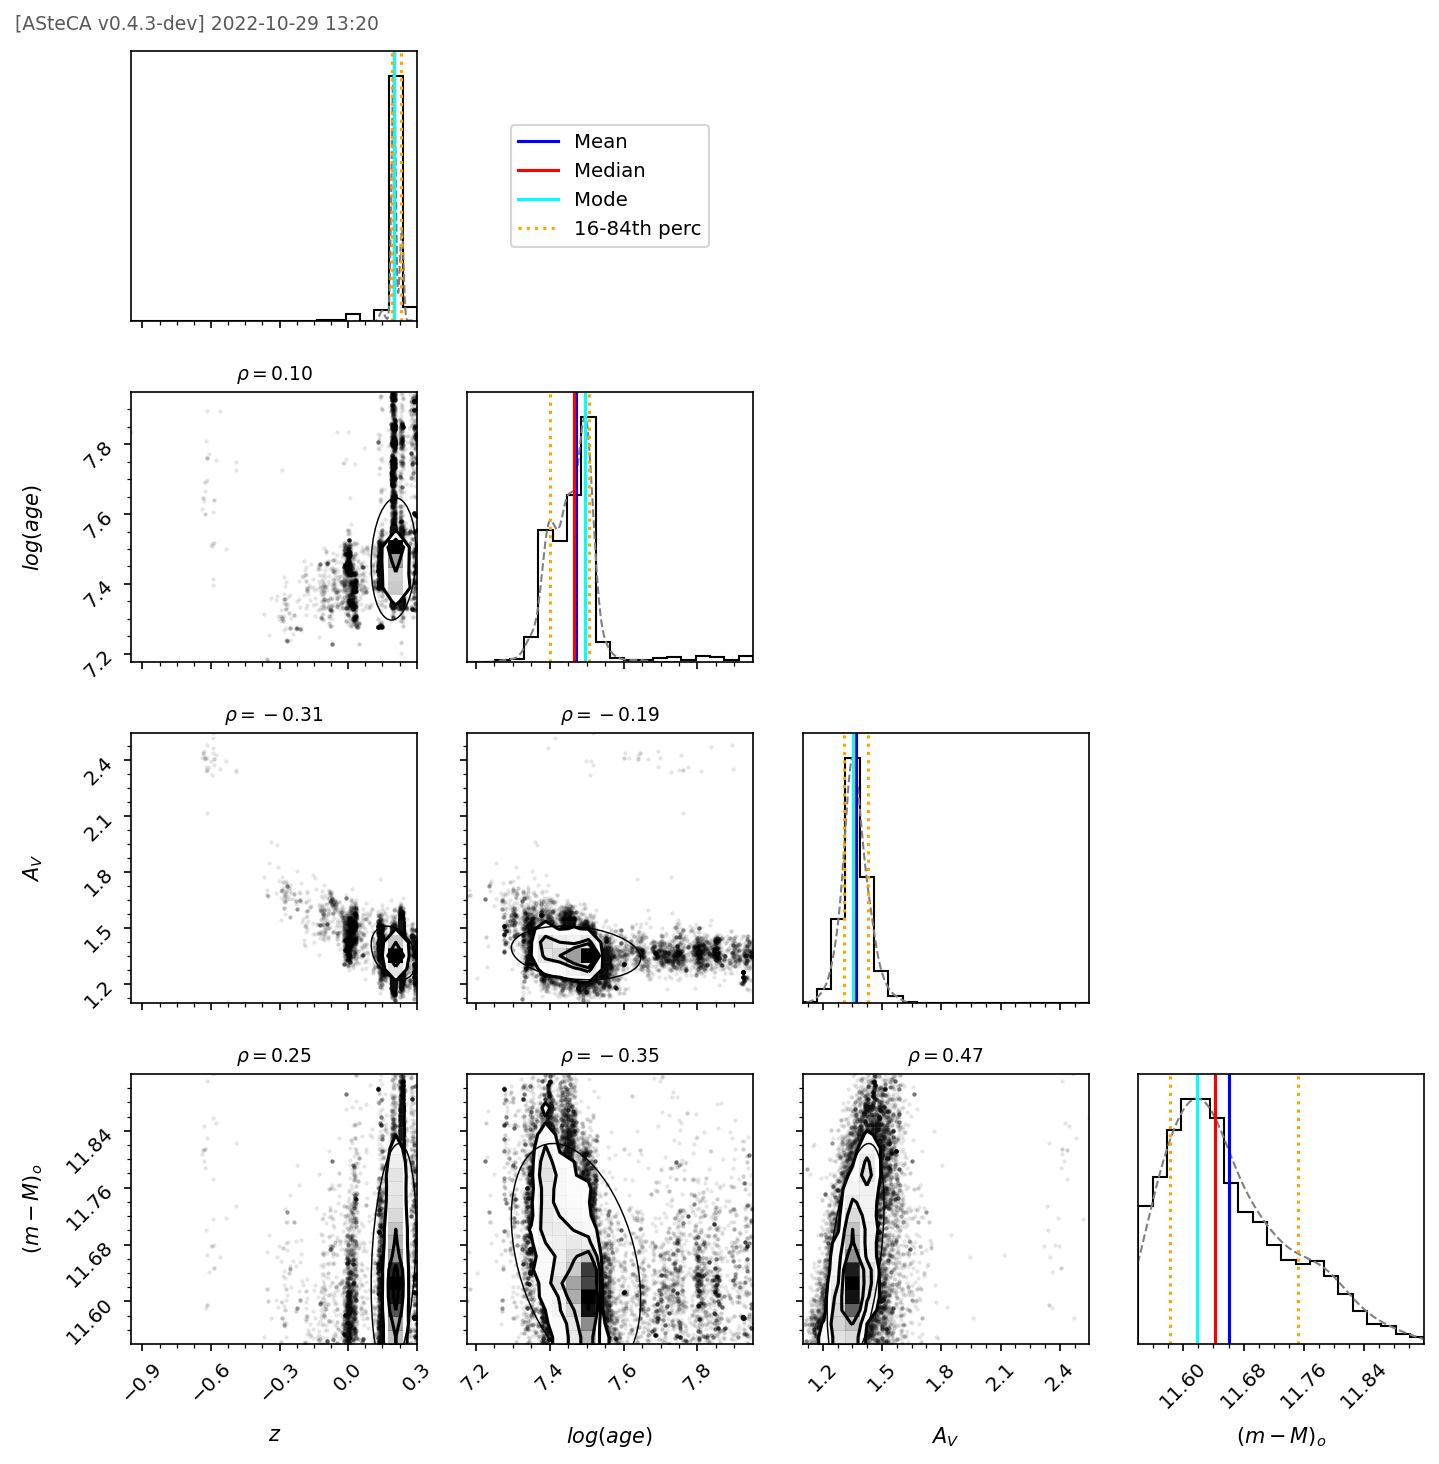 [ASteCA v0.4.3-dev] 2022-10-29 13:20
Mean
Median
Mode
16-84th perc
ρ = 0.10
log(age)
7.8
7.6
7.4
7.2
ρ = −0.31
ρ = −0.19
A_V
2.4
2.1
1.8
1.5
1.2
ρ = 0.25
ρ = −0.35
ρ = 0.47
(m − M)_o
11.84
11.76
11.68
11.60
−0.9 −0.6 −0.3 0.0 0.3
7.2 7.4 7.6 7.8
1.2 1.5 1.8 2.1 2.4
11.60 11.68 11.76 11.84
z
log(age)
A_V
(m − M)_o